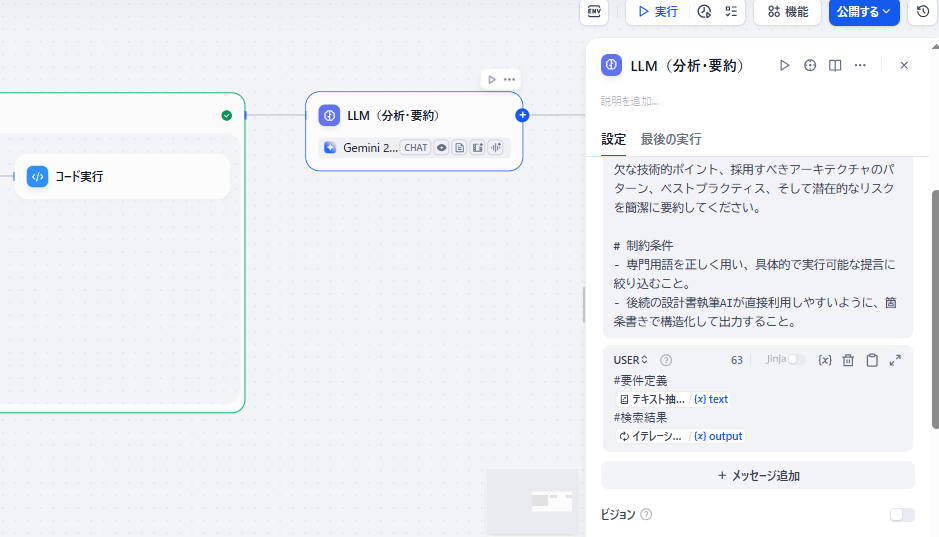 ENV
実行
機能
公開する
LLM（分析・要約）
説明を追加...
設定
最後の実行
欠な技術的ポイント、採用すべきアーキテクチャのパ
ターン、ベストプラクティス、そして潜在的なリスク
を簡潔に要約してください。
# 制約条件
- 専門用語を正しく用い、具体的で実行可能な提言に
絞り込むこと。
- 後続の設計書執筆AIが直接利用しやすいように、箇
条書きで構造化して出力すること。
USER
63
Jinja
{x}
#要件定義
テキスト抽... / {x} text
#検索結果
イテレーシ... / {x} output
+ メッセージ追加
ビジョン
コード実行
LLM（分析・要約）
Gemini 2... CHAT